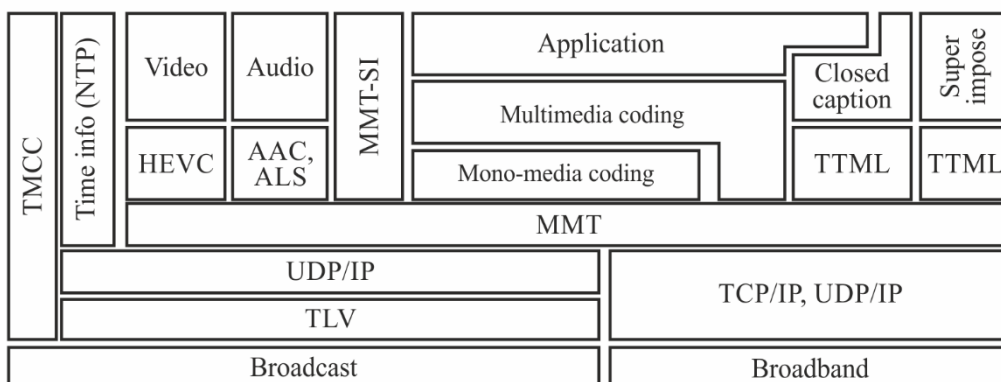 TMCC
Time info (NTP)
Video
Audio
MMT-SI
Application
Closed
caption
Super
impose
Multimedia coding
HEVC
AAC,
ALS
Mono-media coding
TTML
TTML
MMT
UDP/IP
TCP/IP, UDP/IP
TLV
Broadcast
Broadband